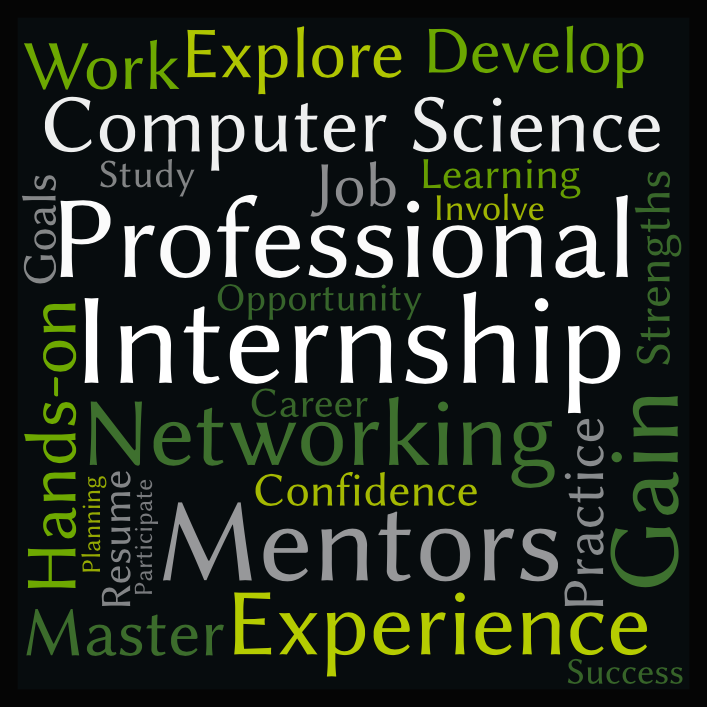 Work Explore Develop
Computer Science
Study Job Learning
Involve
Goals
Professional
Strengths
Opportunity
Internship
Hands-on
Career
Networking
Gain
Confidence
Practice
Planning
Resume
Participate
Mentors
Master Experience
Success